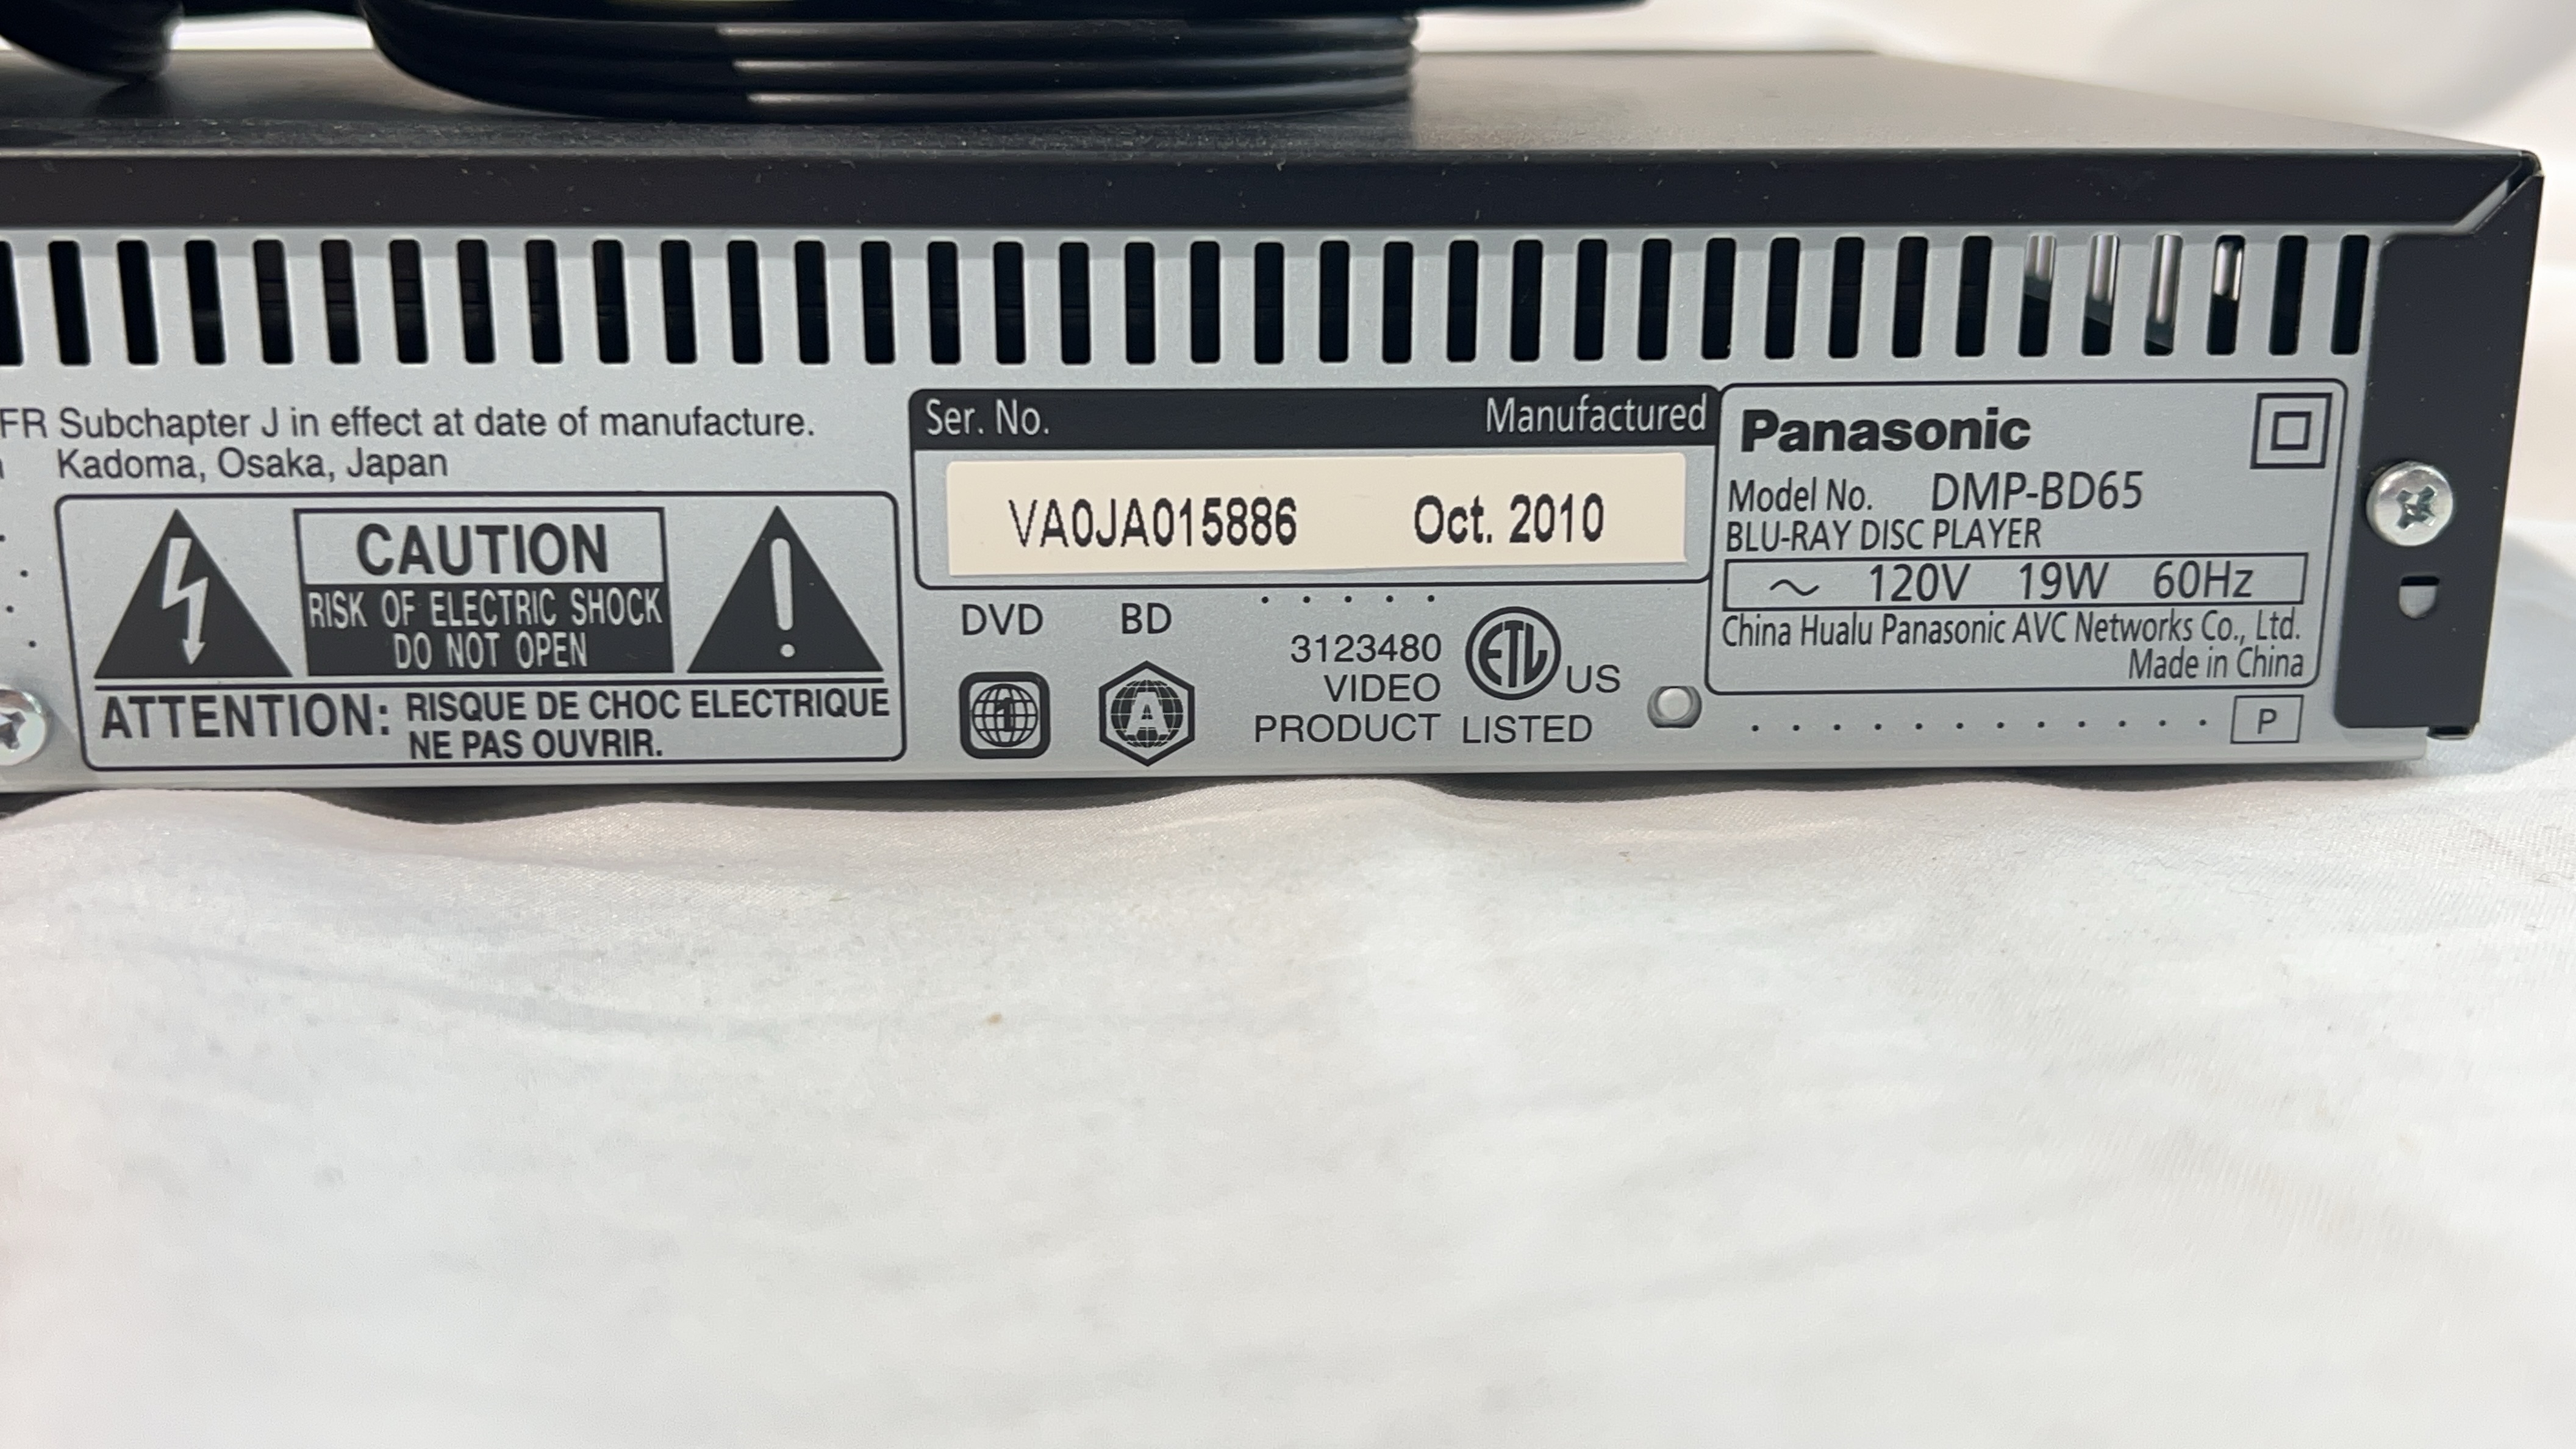 FR Subchapter J in effect at date of manufacture.
Kadoma, Osaka, Japan
CAUTION
RISK OF ELECTRIC SHOCK
DO NOT OPEN
ATTENTION: RISQUE DE CHOC ELECTRIQUE
NE PAS OUVRIR.
Ser. No. Manufactured
VA0JA015886 Oct. 2010
DVD BD
1 A
3123480
VIDEO
PRODUCT
ETL US
LISTED
Panasonic
Model No. DMP-BD65
BLU-RAY DISC PLAYER
~ 120V 19W 60Hz
China Hualu Panasonic AVC Networks Co., Ltd.
Made in China
P